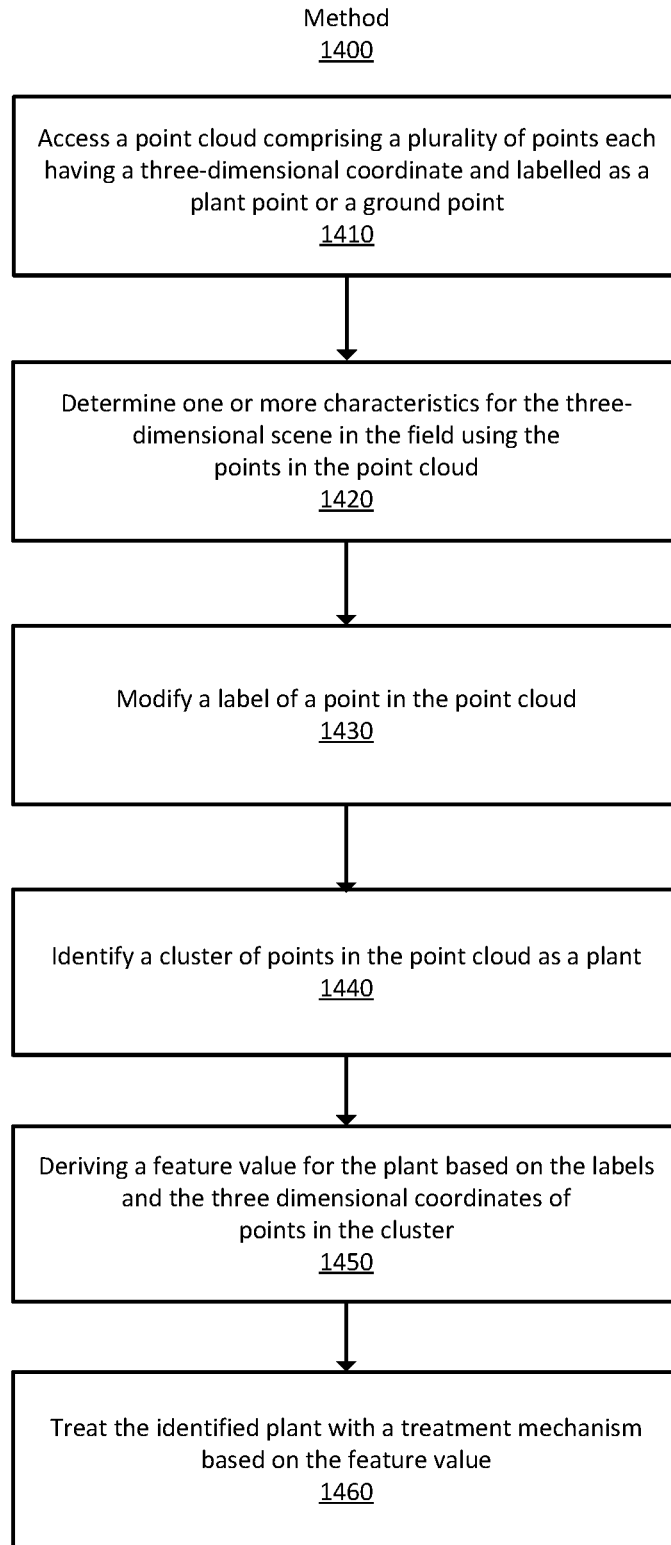 Method
1400
Access a point cloud comprising a plurality of points each
having a three-dimensional coordinate and labelled as a
plant point or a ground point
1410
Determine one or more characteristics for the three-
dimensional scene in the field using the
points in the point cloud
1420
Modify a label of a point in the point cloud
1430
Identify a cluster of points in the point cloud as a plant
1440
Deriving a feature value for the plant based on the labels
and the three dimensional coordinates of
points in the cluster
1450
Treat the identified plant with a treatment mechanism
based on the feature value
1460